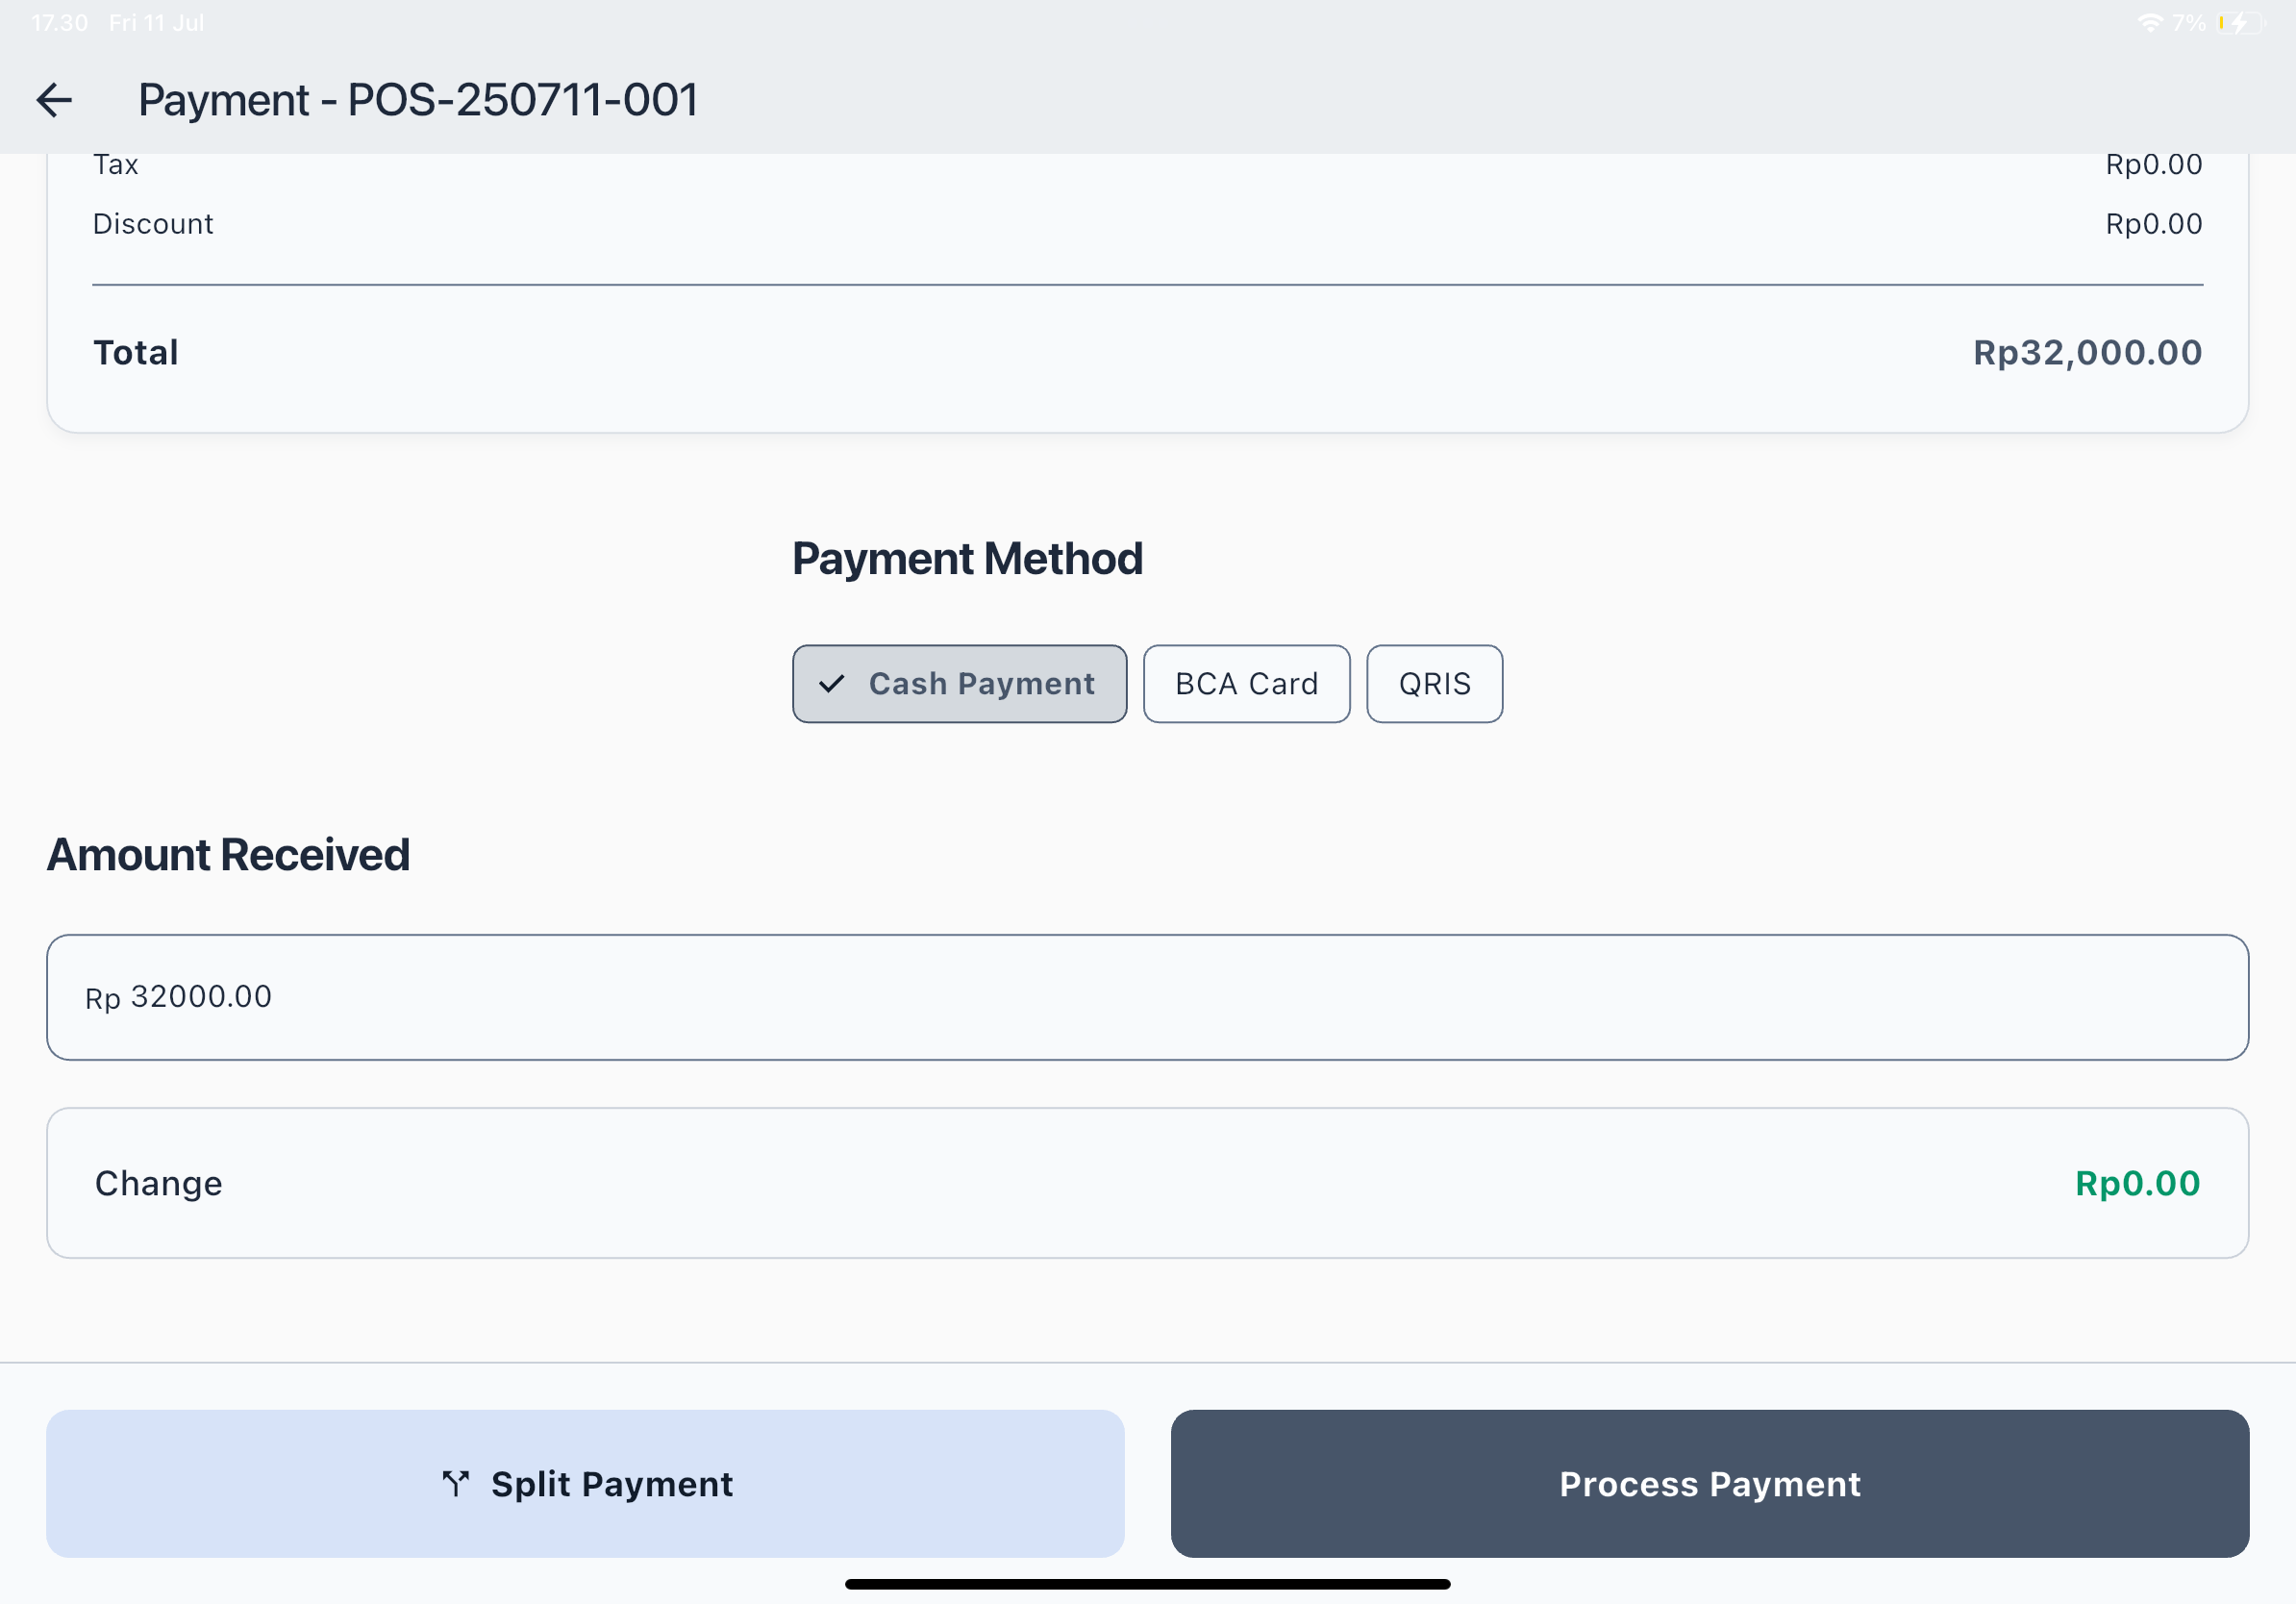 17.30 Fri 11 Jul 7%
Payment - POS-250711-001
Tax Rp0.00
Discount Rp0.00
Total Rp32,000.00
Payment Method
Cash Payment BCA Card QRIS
Amount Received
Rp 32000.00
Change Rp0.00
Split Payment Process Payment